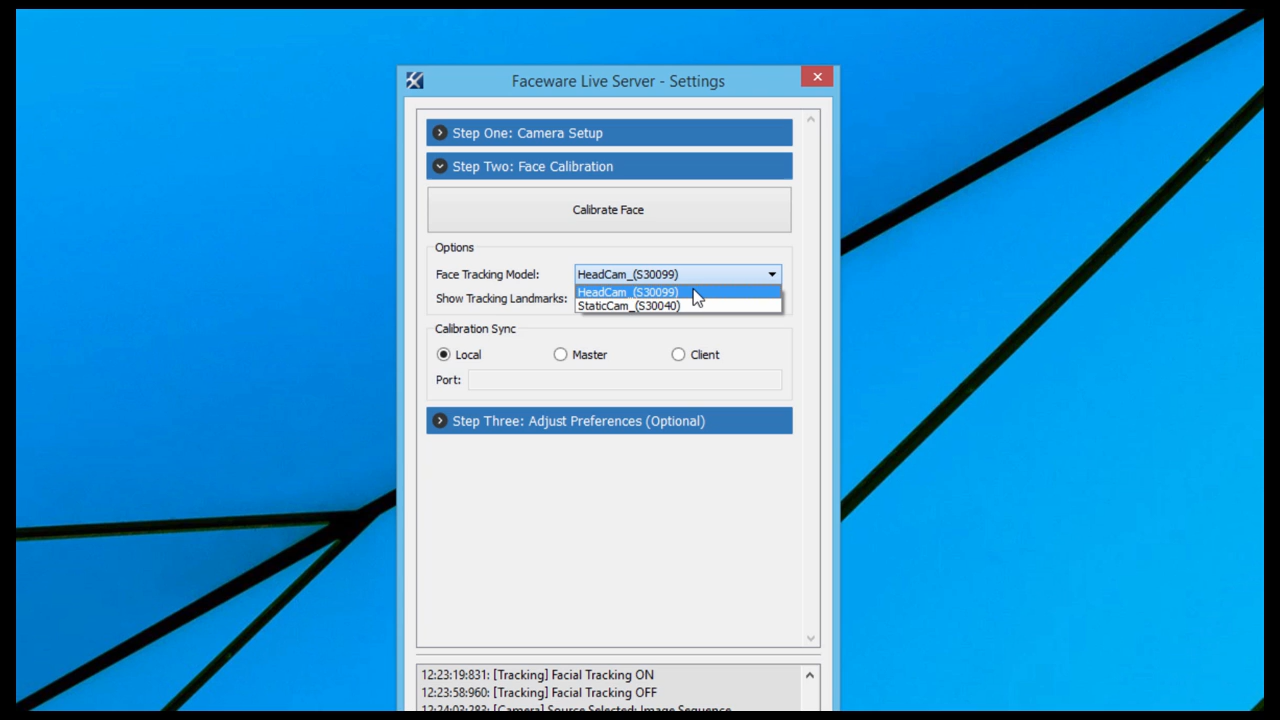 Faceware Live Server - Settings
Step One: Camera Setup
Step Two: Face Calibration
Calibrate Face
Options
Face Tracking Model: HeadCam_(S30099)
HeadCam_(S30099)
Show Tracking Landmarks:
StaticCam_(S30040)
Calibration Sync
Local Master Client
Port:
Step Three: Adjust Preferences (Optional)
12:23:19:831: [Tracking] Facial Tracking ON
12:23:58:960: [Tracking] Facial Tracking OFF
12:24:03:283: [Camera] Source Selected: Image Sequence